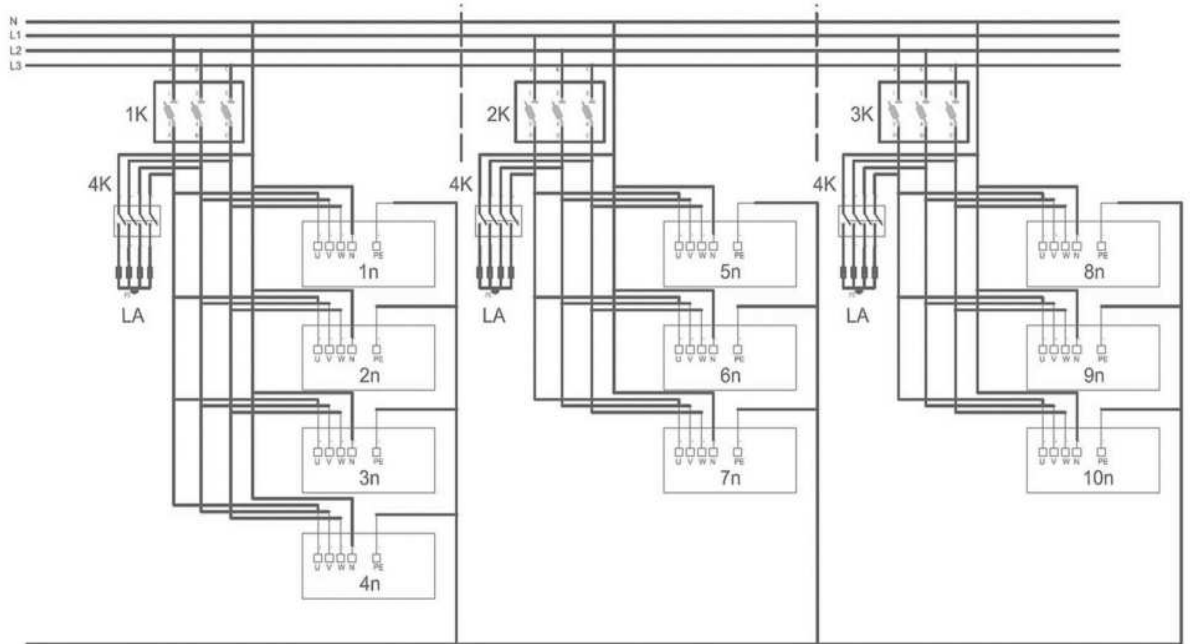 N
L1
L2
L3
1K
2K
3K
4K
4K
4K
U V W N PE
1n
U V W N PE
5n
U V W N PE
8n
LA
LA
LA
U V W N PE
2n
U V W N PE
6n
U V W N PE
9n
U V W N PE
3n
U V W N PE
7n
U V W N PE
10n
U V W N PE
4n